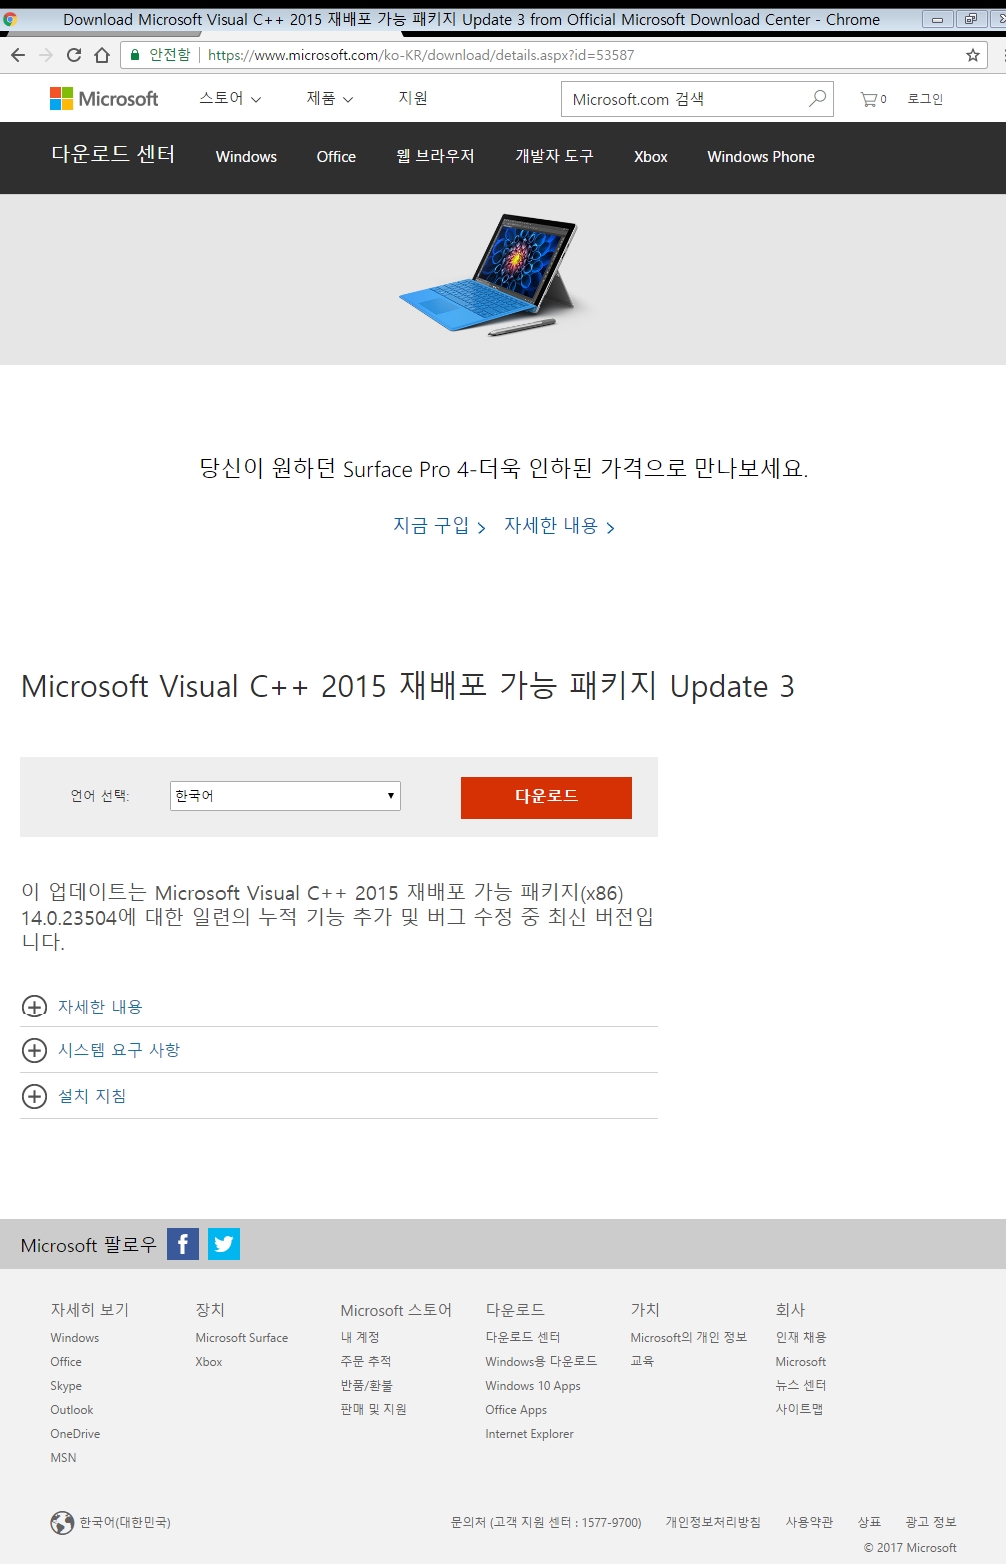 Download Microsoft Visual C++ 2015 재배포 가능 패키지 Update 3 from Official Microsoft Download Center - Chrome
안전함 https://www.microsoft.com/ko-KR/download/details.aspx?id=53587
Microsoft 스토어 제품 지원 Microsoft.com 검색 0 로그인
다운로드 센터 Windows Office 웹 브라우저 개발자 도구 Xbox Windows Phone
당신이 원하던 Surface Pro 4-더욱 인하된 가격으로 만나보세요.
지금 구입 자세한 내용
Microsoft Visual C++ 2015 재배포 가능 패키지 Update 3
언어 선택: 한국어 다운로드
이 업데이트는 Microsoft Visual C++ 2015 재배포 가능 패키지(x86)
14.0.23504에 대한 일련의 누적 기능 추가 및 버그 수정 중 최신 버전입
니다.
자세한 내용
시스템 요구 사항
설치 지침
Microsoft 팔로우
자세히 보기 장치 Microsoft 스토어 다운로드 가치 회사
Windows Microsoft Surface 내 계정 다운로드 센터 Microsoft의 개인 정보 인재 채용
Office Xbox 주문 추적 Windows용 다운로드 교육 Microsoft
Skype 반품/환불 Windows 10 Apps 뉴스 센터
Outlook 판매 및 지원 Office Apps 사이트맵
OneDrive Internet Explorer
MSN
한국어(대한민국) 문의처 (고객 지원 센터 : 1577-9700) 개인정보처리방침 사용약관 상표 광고 정보
© 2017 Microsoft